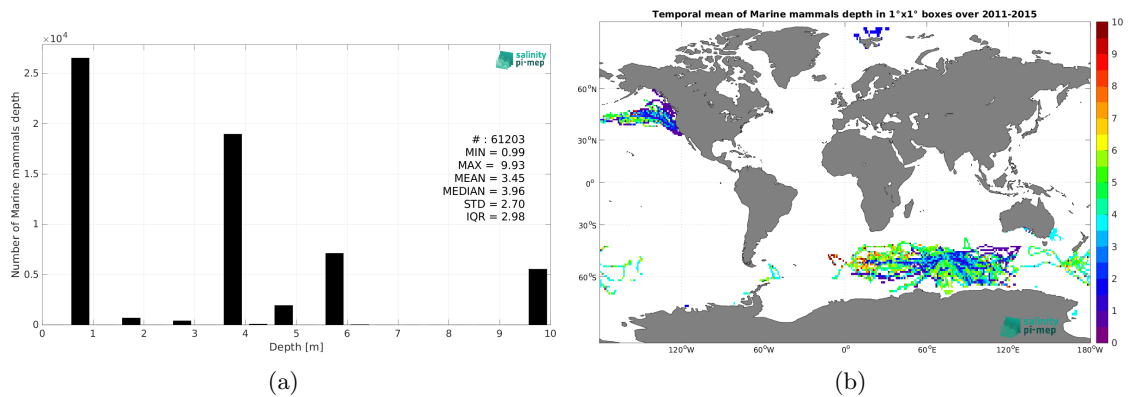 ×10⁴
2.5
2
1.5
1
0.5
0
Number of Marine mammals depth
0 1 2 3 4 5 6 7 8 9 10
Depth [m]
salinity
pi-mep
# : 61203
MIN = 0.99
MAX = 9.93
MEAN = 3.45
MEDIAN = 3.96
STD = 2.70
IQR = 2.98
(a)
Temporal mean of Marine mammals depth in 1°x1° boxes over 2011-2015
60°N
30°N
0°
30°S
60°S
120°W 60°W 0° 60°E 120°E 180°W
salinity
pi-mep
10
9
8
7
6
5
4
3
2
1
0
(b)